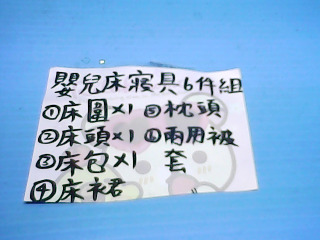 嬰兒床寢具6件組
①床圍x1 ⑤枕頭
②床頭x1 ⑥兩用被
③床包x1 套
④床裙